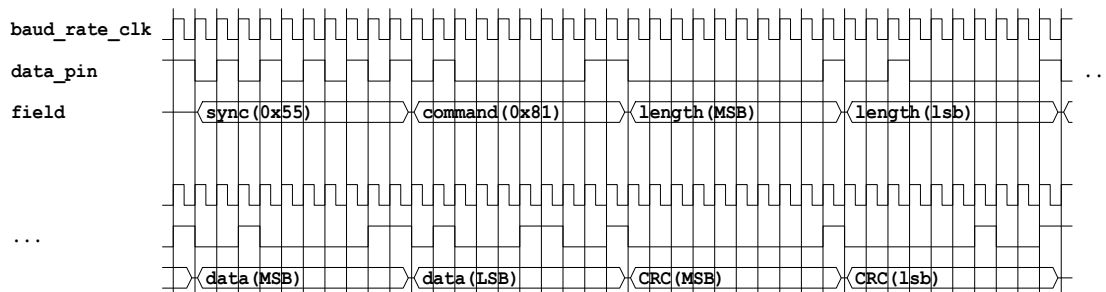 baud_rate_clk
data_pin ..
field sync(0x55) command(0x81) length(MSB) length(lsb)
...
data(MSB) data(LSB) CRC(MSB) CRC(lsb)